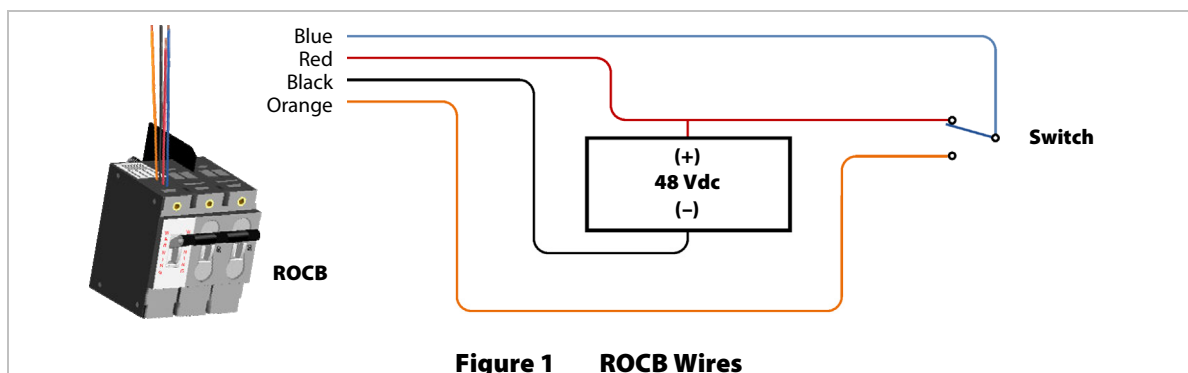 Blue
Red
Black
Orange
(+)
48 Vdc
(–)
Switch
ROCB
Figure 1 ROCB Wires